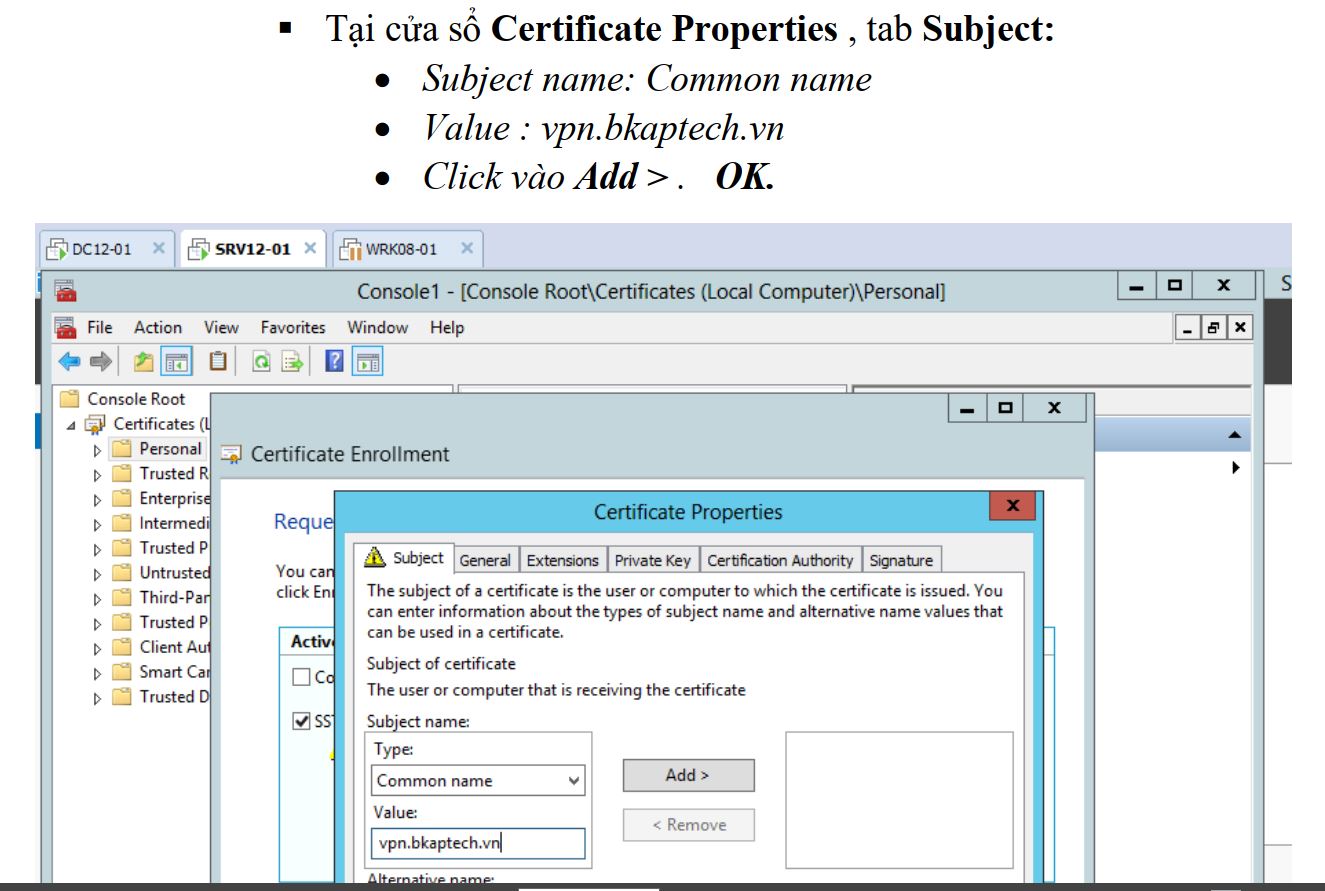 Tại cửa sổ Certificate Properties , tab Subject:
Subject name: Common name
Value : vpn.bkaptech.vn
Click vào Add > . OK.
DC12-01
SRV12-01
WRK08-01
Console1 - [Console Root\Certificates (Local Computer)\Personal]
File Action View Favorites Window Help
Console Root
Certificates (L
Personal
Trusted R
Enterprise
Intermedi
Trusted P
Untrusted
Third-Par
Trusted P
Client Aut
Smart Car
Trusted D
Certificate Enrollment
Reque
You can
click Enr
Active
Co
SST
Certificate Properties
Subject General Extensions Private Key Certification Authority Signature
The subject of a certificate is the user or computer to which the certificate is issued. You
can enter information about the types of subject name and alternative name values that
can be used in a certificate.
Subject of certificate
The user or computer that is receiving the certificate
Subject name:
Type:
Common name
Add >
Value:
< Remove
vpn.bkaptech.vn
Alternative name: